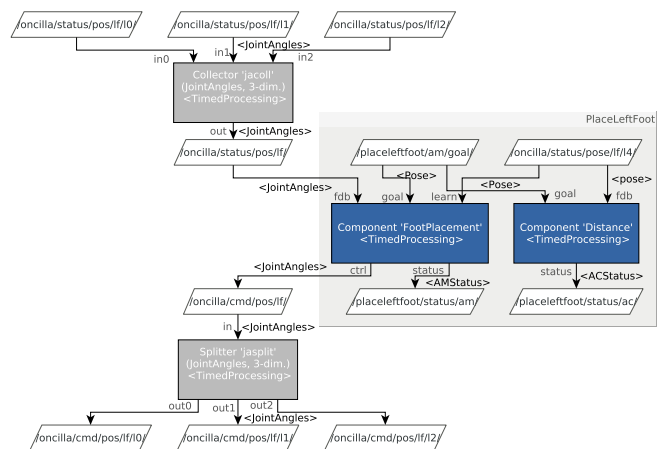 /oncilla/status/pos/lf/l0/
/oncilla/status/pos/lf/l1/
/oncilla/status/pos/lf/l2/
<JointAngles>
in0
in1
in2
Collector 'jacoll'
(JointAngles, 3-dim.)
<TimedProcessing>
out
<JointAngles>
PlaceLeftFoot
/oncilla/status/pos/lf/
/placeleftfoot/am/goal/
/oncilla/status/pose/lf/l4/
<JointAngles>
<Pose>
<Pose>
<pose>
fdb
goal
learn
goal
fdb
Component 'FootPlacement'
<TimedProcessing>
Component 'Distance'
<TimedProcessing>
<JointAngles>
ctrl
status
<AMStatus>
status
<ACStatus>
/oncilla/cmd/pos/lf/
/placeleftfoot/status/am/
/placeleftfoot/status/ac/
in
<JointAngles>
Splitter 'jasplit'
(JointAngles, 3-dim.)
<TimedProcessing>
out0
out1
out2
<JointAngles>
/oncilla/cmd/pos/lf/l0/
/oncilla/cmd/pos/lf/l1/
/oncilla/cmd/pos/lf/l2/